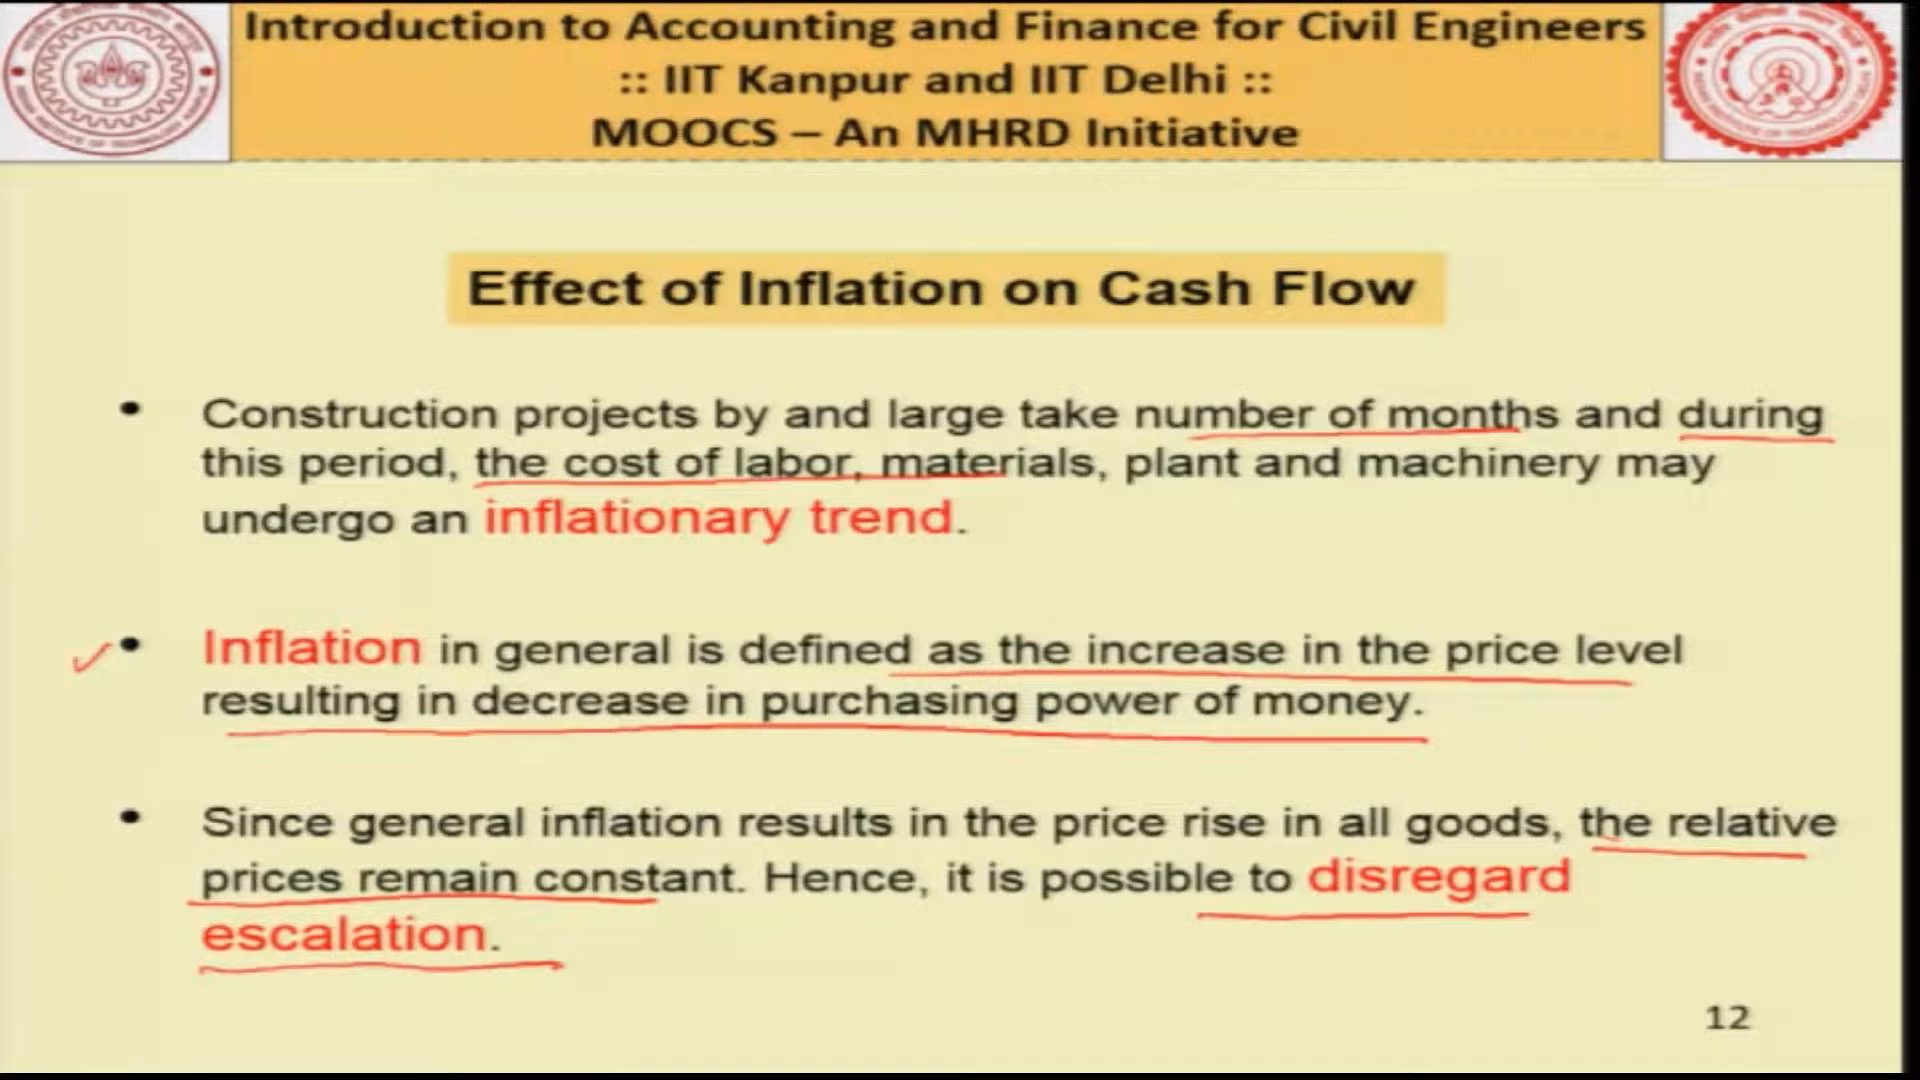 Introduction to Accounting and Finance for Civil Engineers
:: IIT Kanpur and IIT Delhi ::
MOOCS – An MHRD Initiative
Effect of Inflation on Cash Flow
• Construction projects by and large take number of months and during
this period, the cost of labor, materials, plant and machinery may
undergo an inflationary trend.
• Inflation in general is defined as the increase in the price level
resulting in decrease in purchasing power of money.
• Since general inflation results in the price rise in all goods, the relative
prices remain constant. Hence, it is possible to disregard
escalation.
12